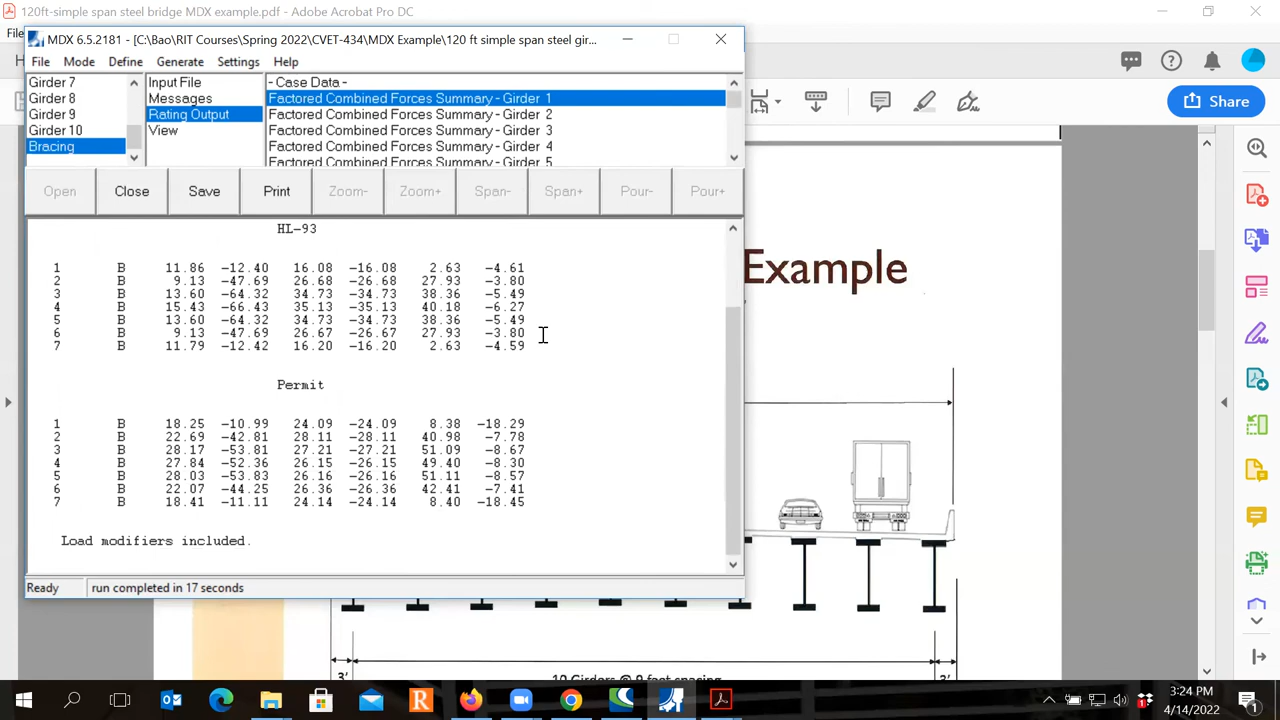 120ft-simple span steel bridge MDX example.pdf - Adobe Acrobat Pro DC
MDX 6.5.2181 - [C:\Bao\RIT Courses\Spring 2022\CVET-434\MDX Example\120 ft simple span steel gir...
File Mode Define Generate Settings Help
Girder 7
Girder 8
Girder 9
Girder 10
Bracing
Input File
Messages
Rating Output
View
- Case Data -
Factored Combined Forces Summary - Girder 1
Factored Combined Forces Summary - Girder 2
Factored Combined Forces Summary - Girder 3
Factored Combined Forces Summary - Girder 4
Factored Combined Forces Summary - Girder 5
Share
Open Close Save Print Zoom- Zoom+ Span- Span+ Pour- Pour+
HL-93
1 B 11.86 -12.40 16.08 -16.08 2.63 -4.61
2 B 9.13 -47.69 26.68 -26.68 27.93 -3.80
3 B 13.60 -64.32 34.73 -34.73 38.36 -5.49
4 B 15.43 -66.43 35.13 -35.13 40.18 -6.27
5 B 13.60 -64.32 34.73 -34.73 38.36 -5.49
6 B 9.13 -47.69 26.67 -26.67 27.93 -3.80
7 B 11.79 -12.42 16.20 -16.20 2.63 -4.59
Permit
1 B 18.25 -10.99 24.09 -24.09 8.38 -18.29
2 B 22.69 -42.81 28.11 -28.11 40.98 -7.78
3 B 28.17 -53.81 27.21 -27.21 51.09 -8.67
4 B 27.84 -52.36 26.15 -26.15 49.40 -8.30
5 B 28.03 -53.83 26.16 -26.16 51.11 -8.57
6 B 22.07 -44.25 26.36 -26.36 42.41 -7.41
7 B 18.41 -11.11 24.14 -24.14 8.40 -18.45
Load modifiers included.
Ready run completed in 17 seconds
Example
3' 10 Girders @ 9 feet spacing 3'
3:24 PM
4/14/2022